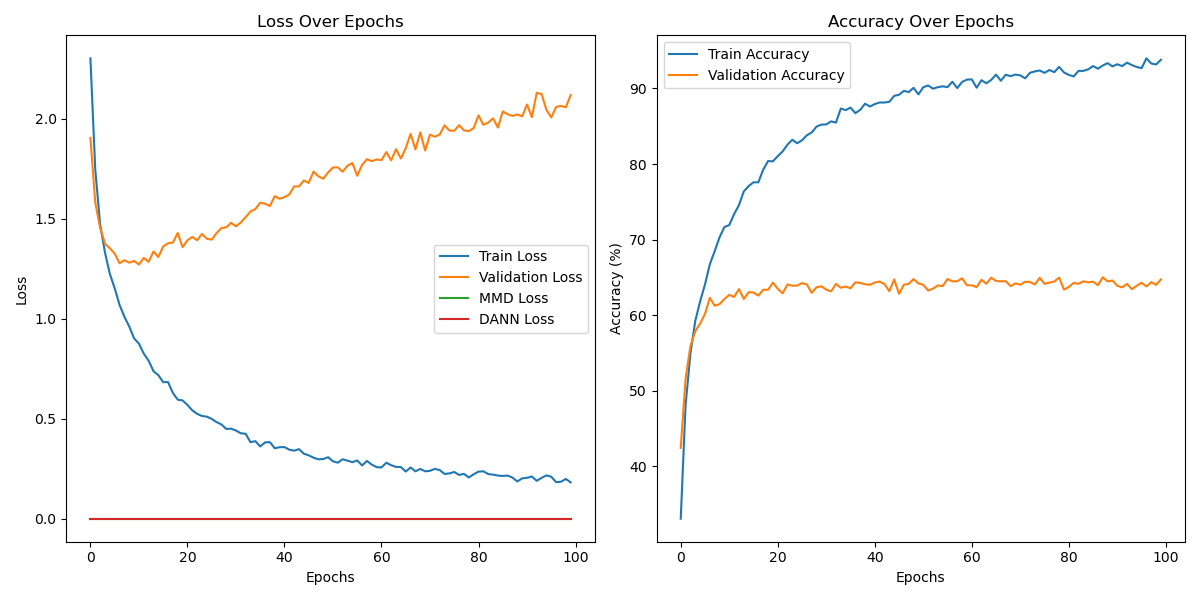 Loss Over Epochs
Loss
2.0
1.5
1.0
0.5
0.0
Train Loss
Validation Loss
MMD Loss
DANN Loss
0 20 40 60 80 100
Epochs
Accuracy Over Epochs
Accuracy (%)
90
80
70
60
50
40
Train Accuracy
Validation Accuracy
0 20 40 60 80 100
Epochs